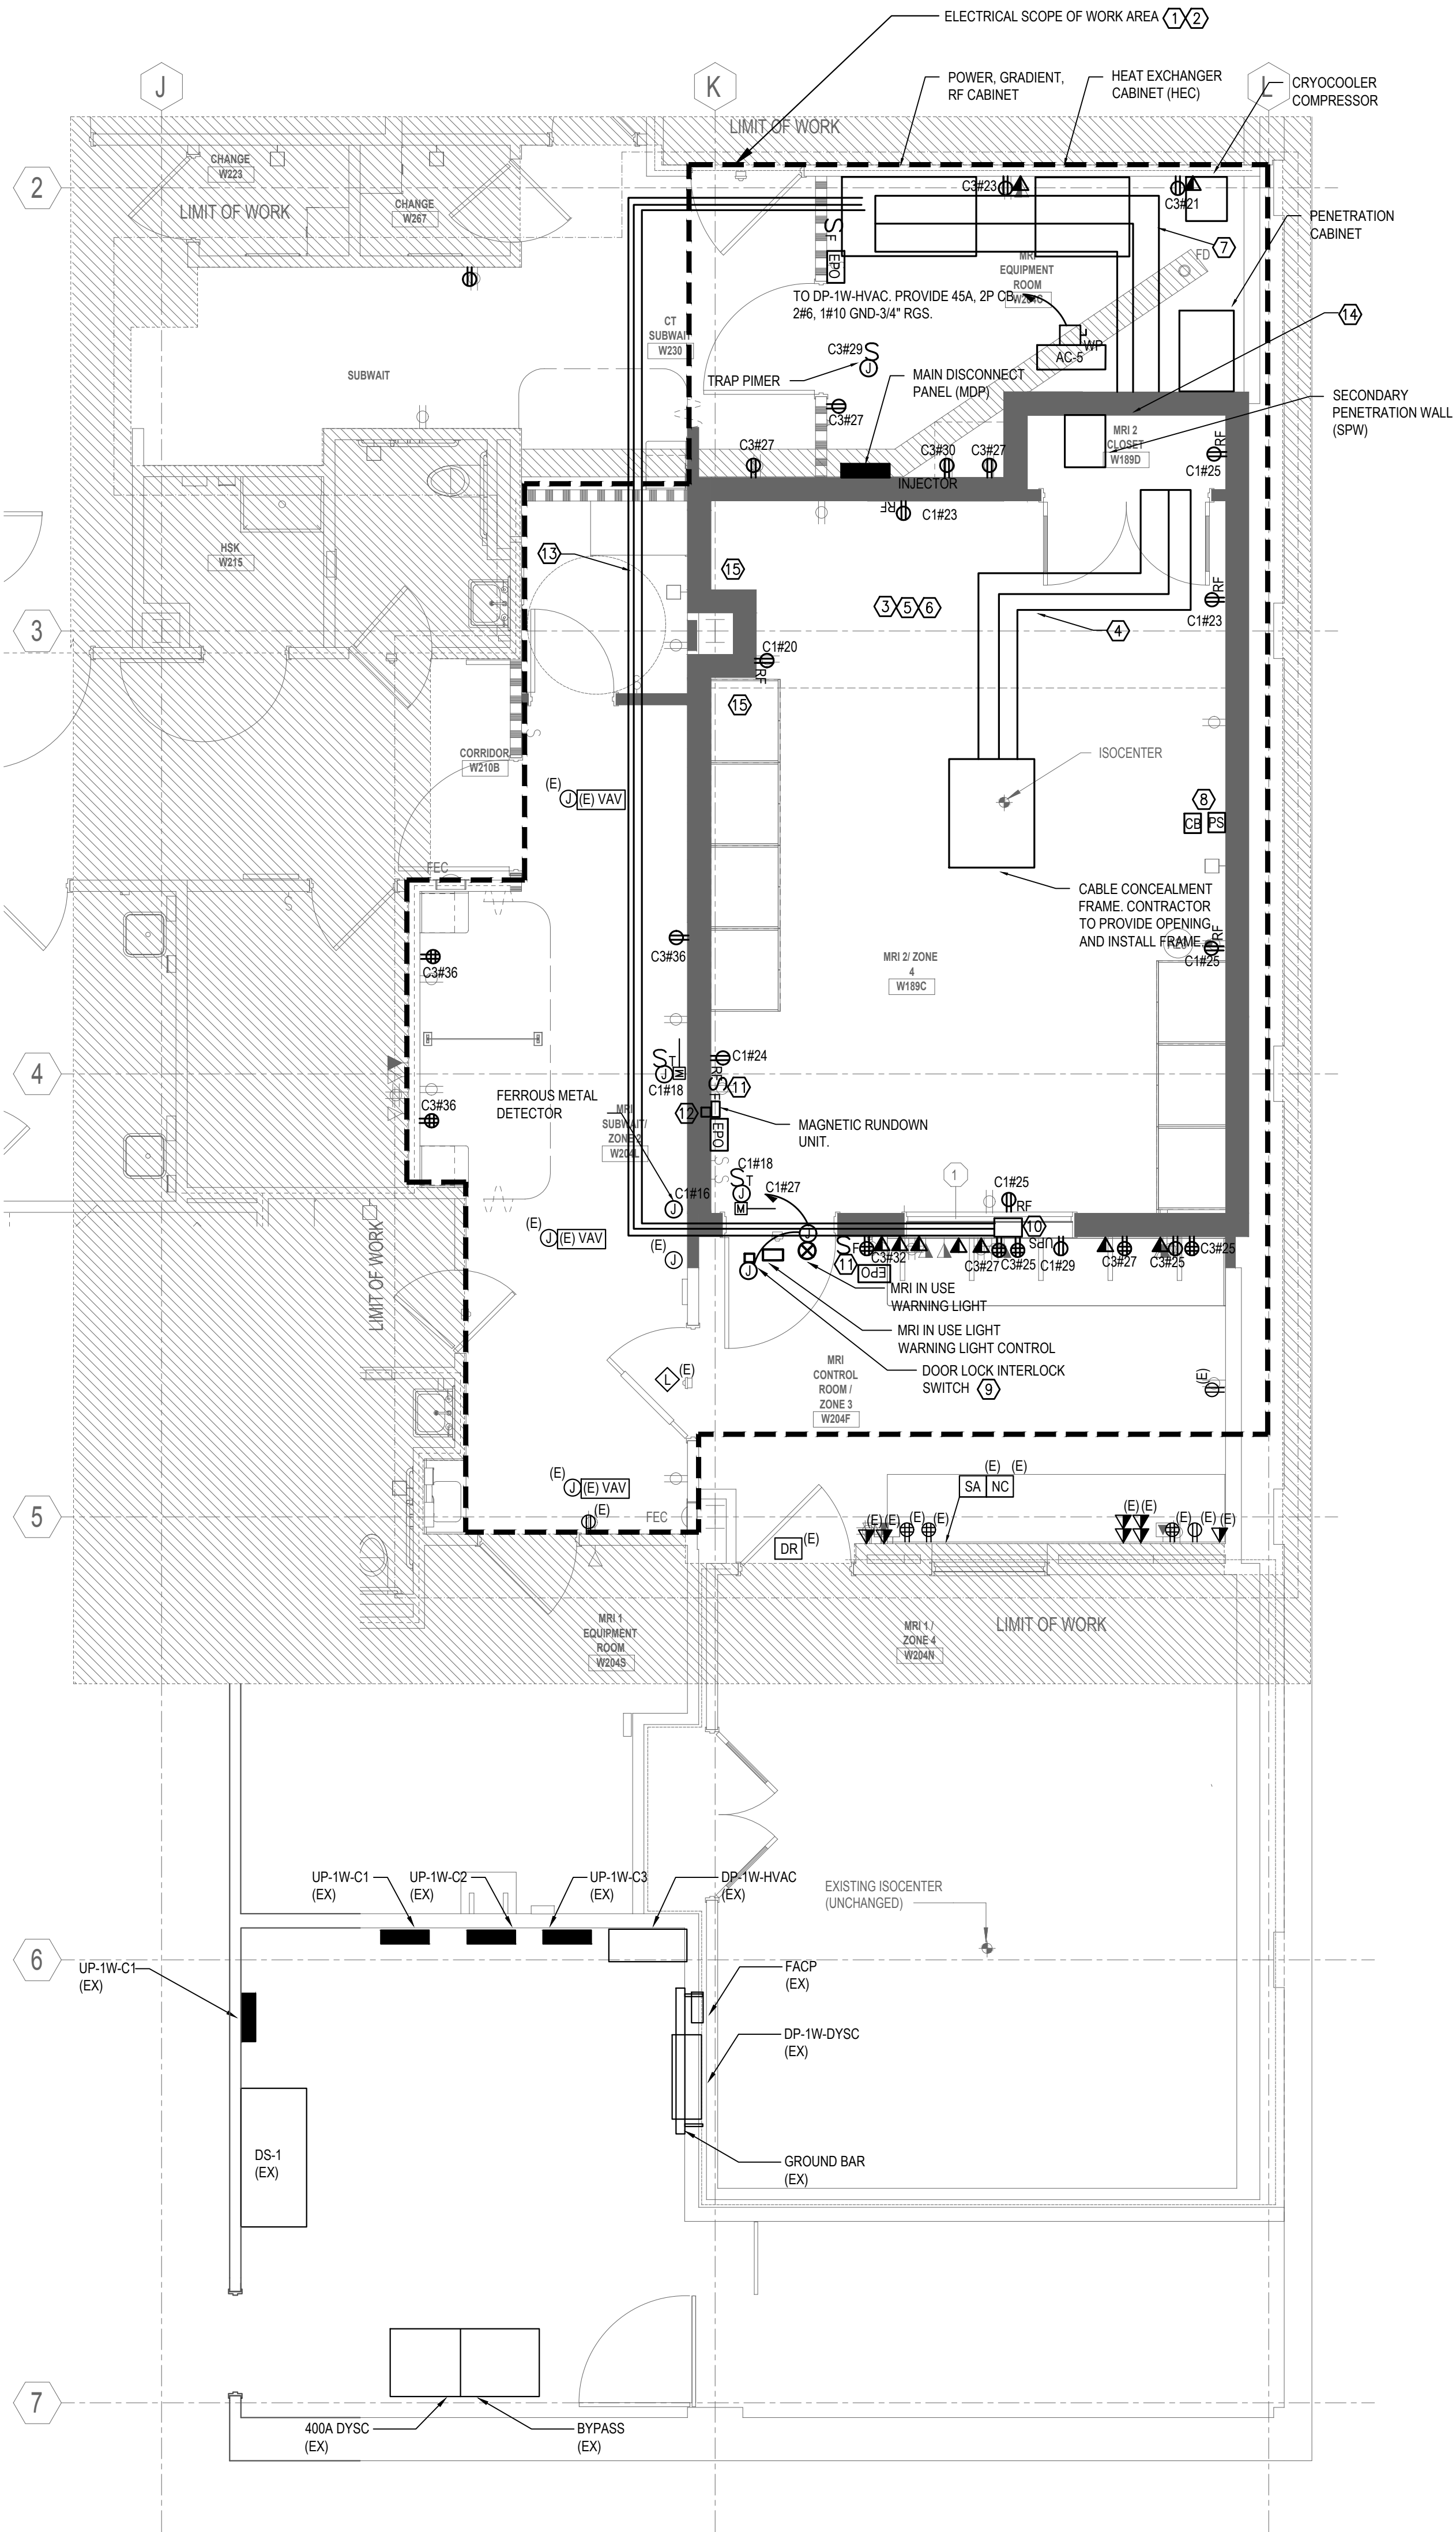 ELECTRICAL SCOPE OF WORK AREA 1 2
J
K
L
POWER, GRADIENT,
RF CABINET
HEAT EXCHANGER
CABINET (HEC)
CRYOCOOLER
COMPRESSOR
LIMIT OF WORK
2
CHANGE
W223
CHANGE
W267
LIMIT OF WORK
C3#23
C3#21
PENETRATION
CABINET
7
FD
S F
EPO
MRI
EQUIPMENT
ROOM
TO DP-1W-HVAC. PROVIDE 45A, 2P CB,
2#6, 1#10 GND-3/4" RGS.
14
CT
SUBWAIT
W230
WP
AC-5
C3#29 S
J
TRAP PIMER
SUBWAIT
MAIN DISCONNECT
PANEL (MDP)
SECONDARY
PENETRATION WALL
(SPW)
C3#27
MRI 2
CLOSET
W189D
C3#27
C3#30
C3#27
RF
C1#25
INJECTOR
RF
C1#23
HSK
W215
13
15
RF
C1#23
3
3 5 6
4
C1#20
RF
15
CORRIDOR
W210B
S
ISOCENTER
(E)
J
(E) VAV
8
CB
PS
FEC
S
CABLE CONCEALMENT
FRAME. CONTRACTOR
TO PROVIDE OPENING
AND INSTALL FRAME
RF
C1#25
C3#36
C3#36
MRI 2/ ZONE
4
W189C
4
S T
J
M
C1#18
C1#24
RF
S F
11
C3#36
FERROUS METAL
DETECTOR
MRI
SUBWAIT/
ZONE 2
W204L
12
EPO
MAGNETIC RUNDOWN
UNIT.
S
S
C1#18
S T
J
M
C1#27
1
C1#25
RF
C1#16
J
LIMIT OF WORK
(E)
J
(E) VAV
(E)
J
J
10
S F
C3#32
11
EPO
C3#27
C3#25
UPS
C1#29
C3#27
C3#25
C3#25
J
MRI IN USE
WARNING LIGHT
MRI IN USE LIGHT
WARNING LIGHT CONTROL
DOOR LOCK INTERLOCK
SWITCH 9
L
(E)
MRI
CONTROL
ROOM /
ZONE 3
W204F
(E)
(E)
J
(E) VAV
(E)
(E)
(E)
SA
NC
5
FEC
DR
(E)
(E)
(E)
(E)
(E)
(E)
(E)
(E)
(E)
(E)
MRI 1
EQUIPMENT
ROOM
W204S
MRI 1 /
ZONE 4
W204N
LIMIT OF WORK
UP-1W-C1
(EX)
UP-1W-C2
(EX)
UP-1W-C3
(EX)
DP-1W-HVAC
(EX)
EXISTING ISOCENTER
(UNCHANGED)
6
UP-1W-C1
(EX)
FACP
(EX)
DP-1W-DYSC
(EX)
DS-1
(EX)
GROUND BAR
(EX)
7
400A DYSC
(EX)
BYPASS
(EX)